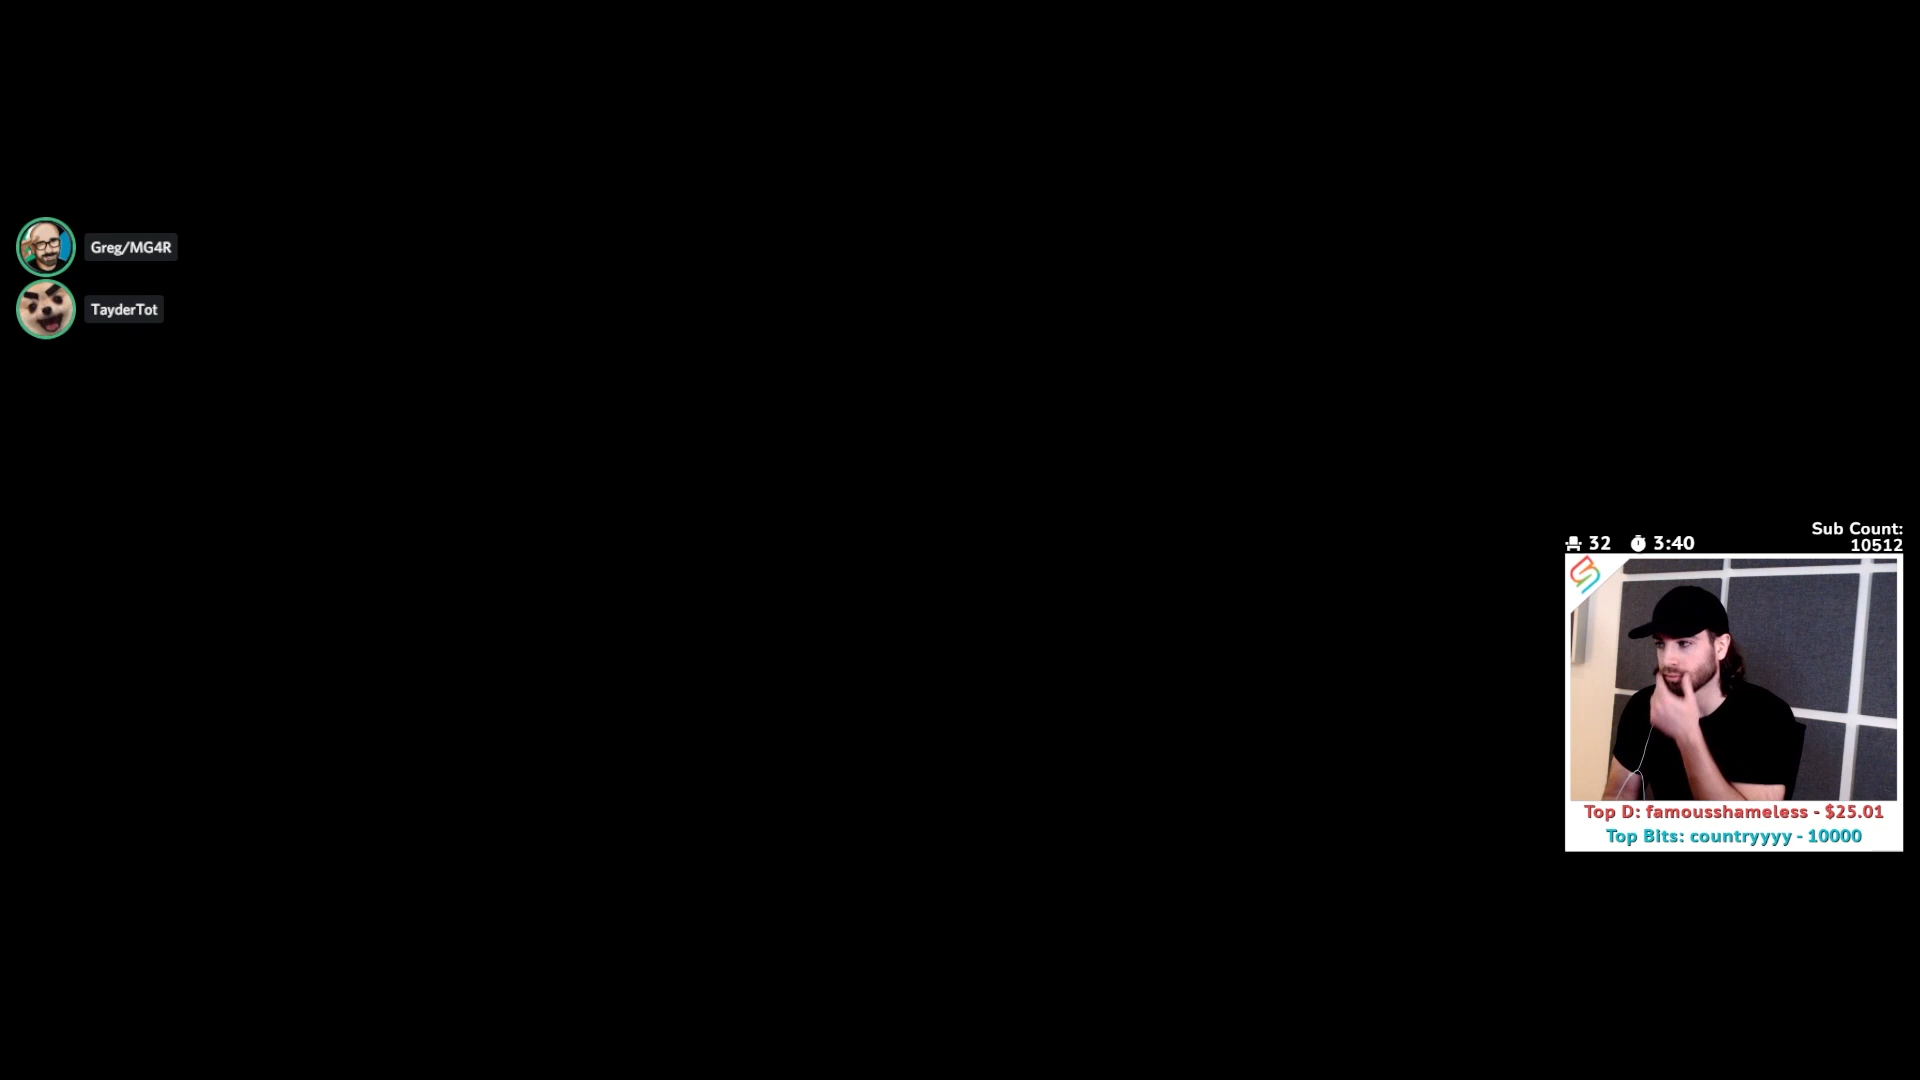 Greg/MG4R
TayderTot
Sub Count:
32 3:40 10512
Top D: famousshameless - $25.01
Top Bits: countryyyy - 10000